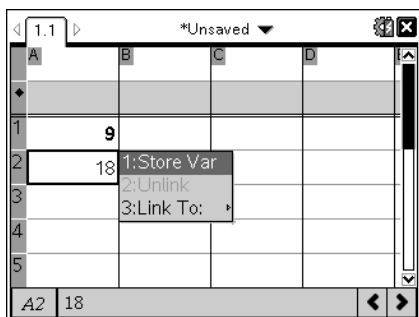 1.1 *Unsaved
A B C D E
◆
1 9
2 18 1:Store Var
2:Unlink
3 3:Link To:
4
5
A2 18